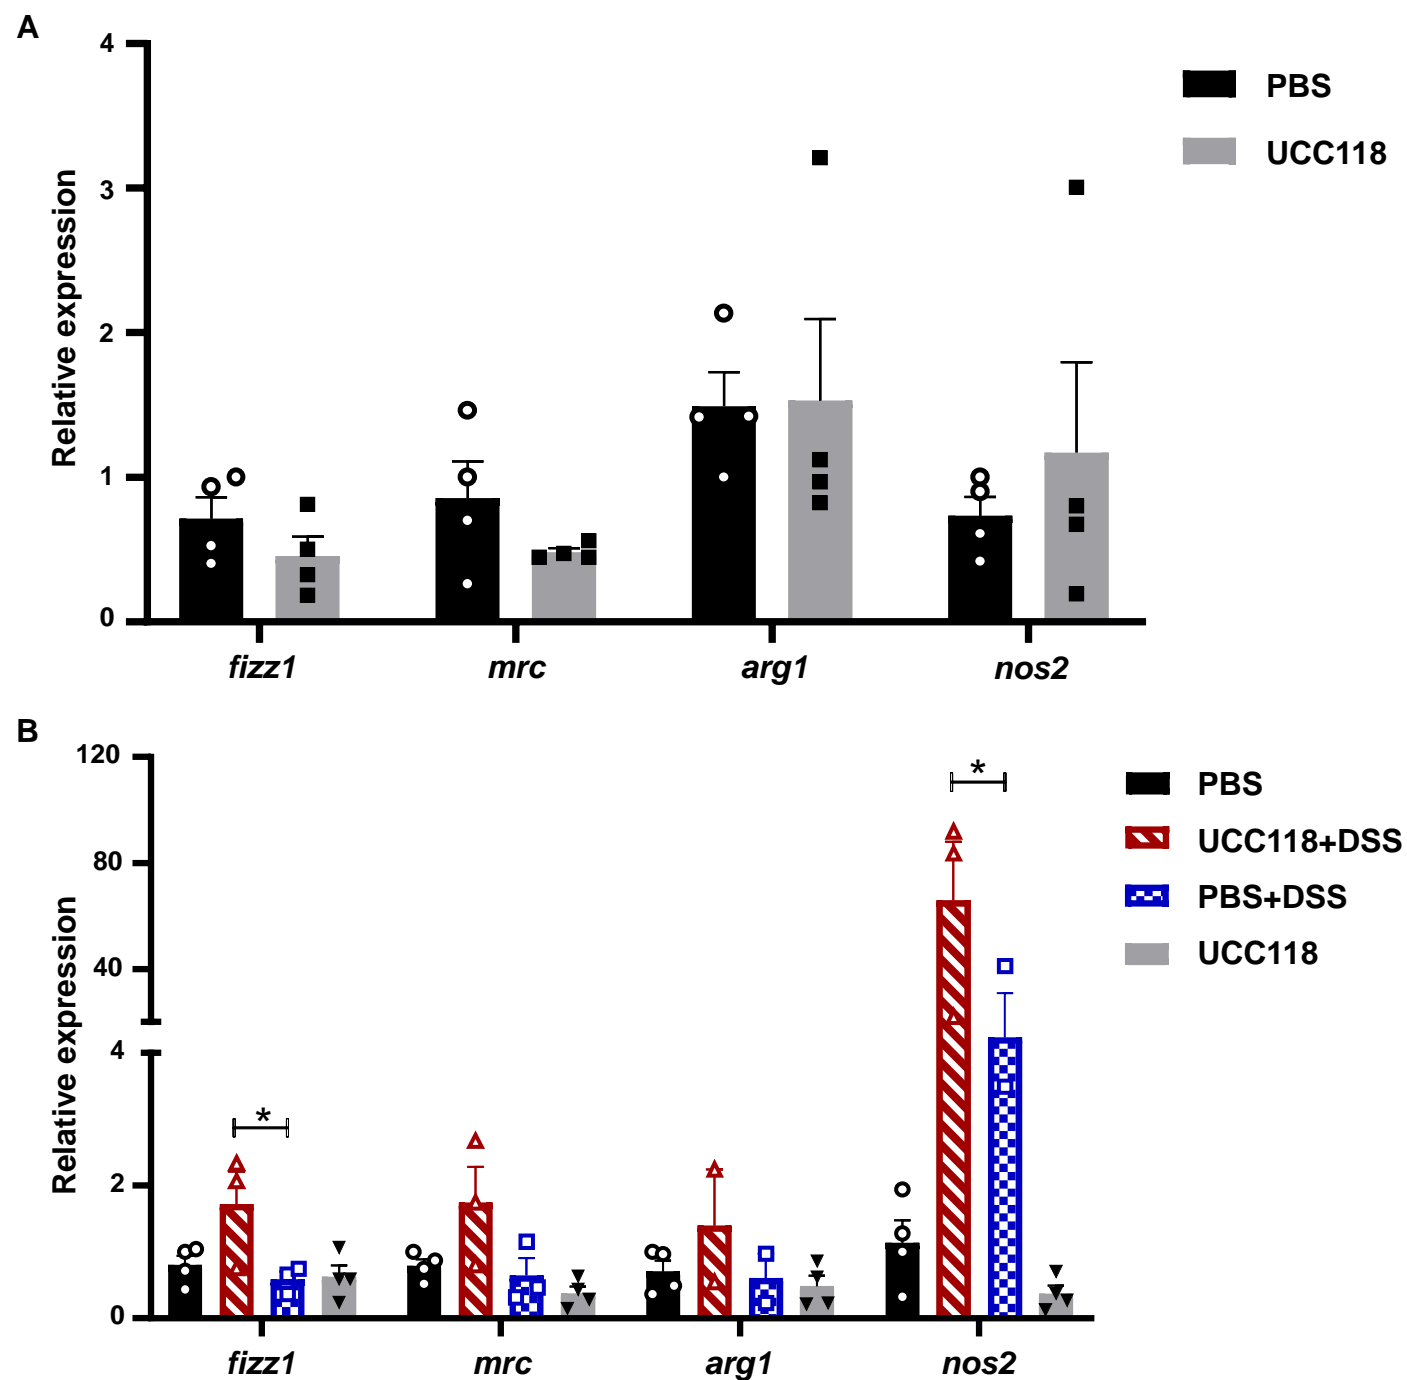 A
4
3
2
1
0
Relative expression
fizz1
mrc
arg1
nos2
PBS
UCC118
B
120
80
40
4
2
0
Relative expression
*
*
fizz1
mrc
arg1
nos2
PBS
UCC118+DSS
PBS+DSS
UCC118